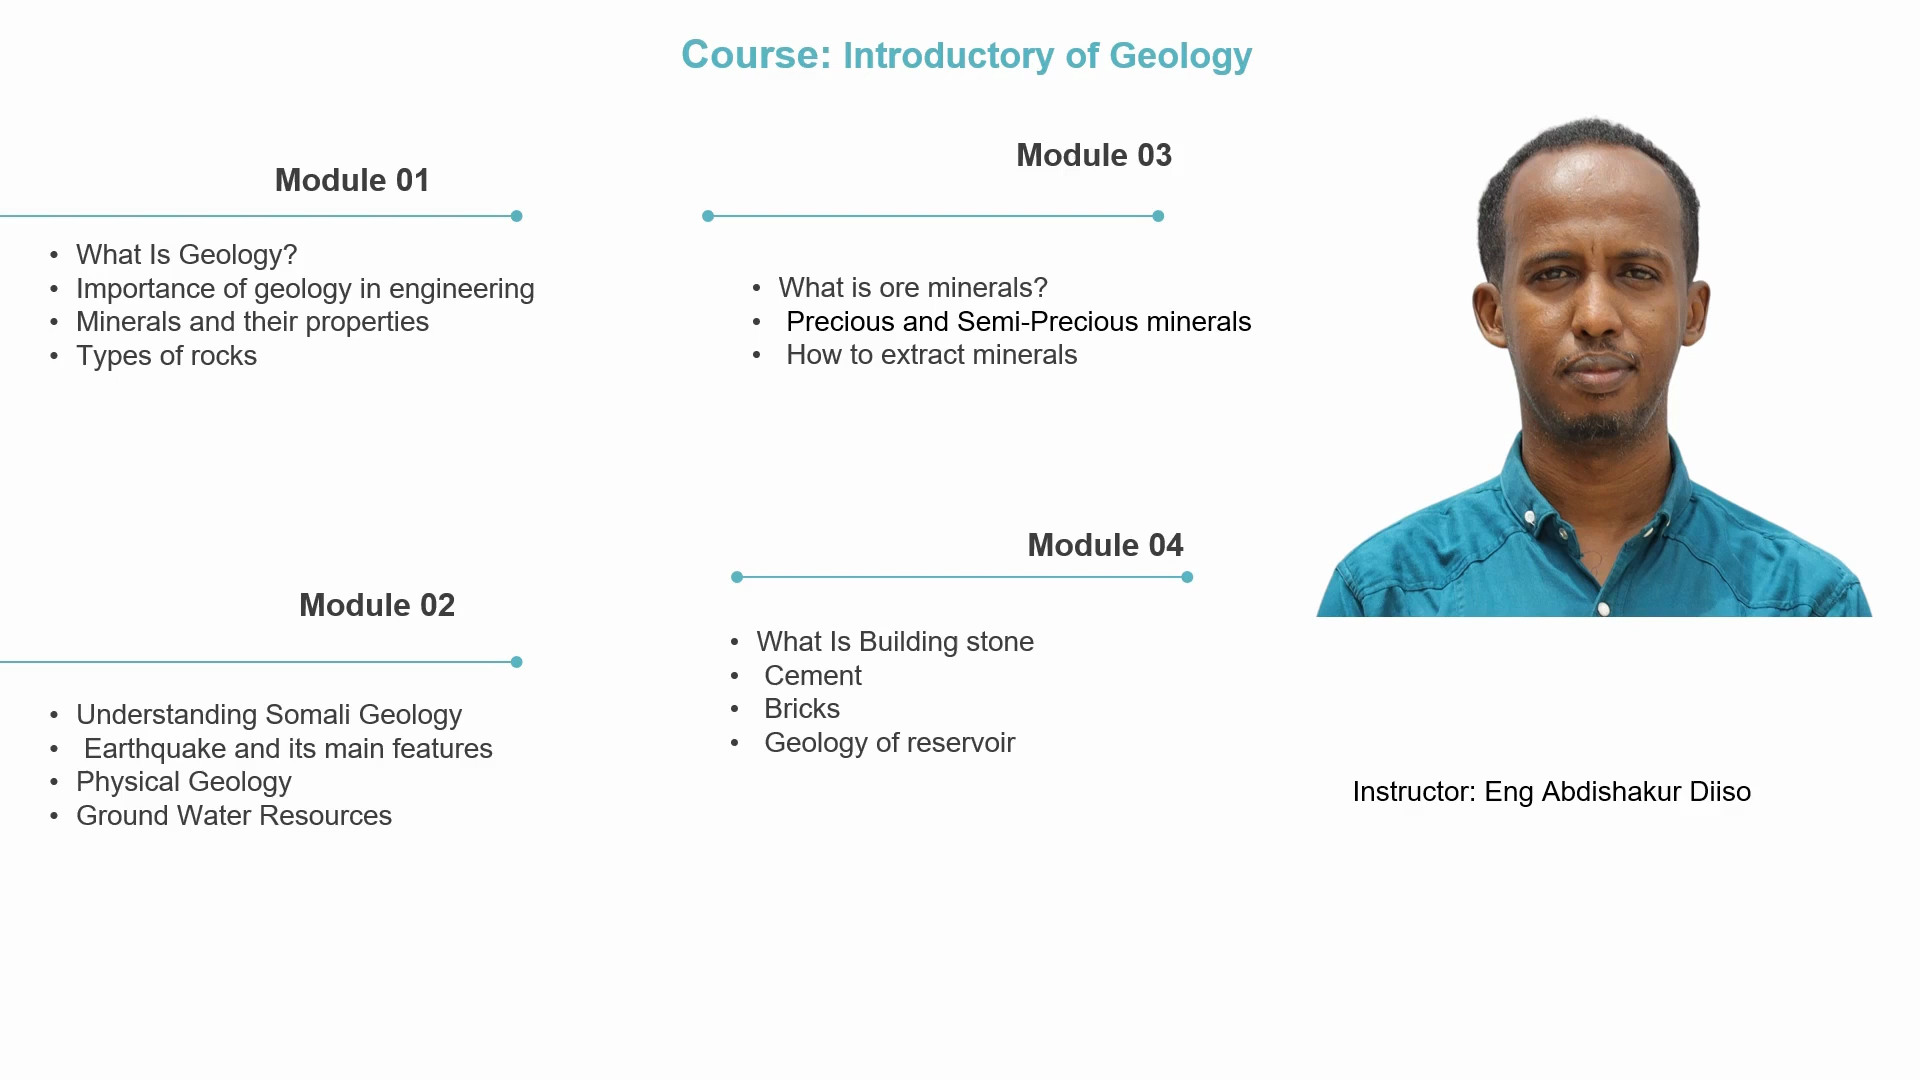 Course: Introductory of Geology
Module 01
• What Is Geology?
• Importance of geology in engineering
• Minerals and their properties
• Types of rocks
Module 02
• Understanding Somali Geology
• Earthquake and its main features
• Physical Geology
• Ground Water Resources
Module 03
• What is ore minerals?
• Precious and Semi-Precious minerals
• How to extract minerals
Module 04
• What Is Building stone
• Cement
• Bricks
• Geology of reservoir
Instructor: Eng Abdishakur Diiso